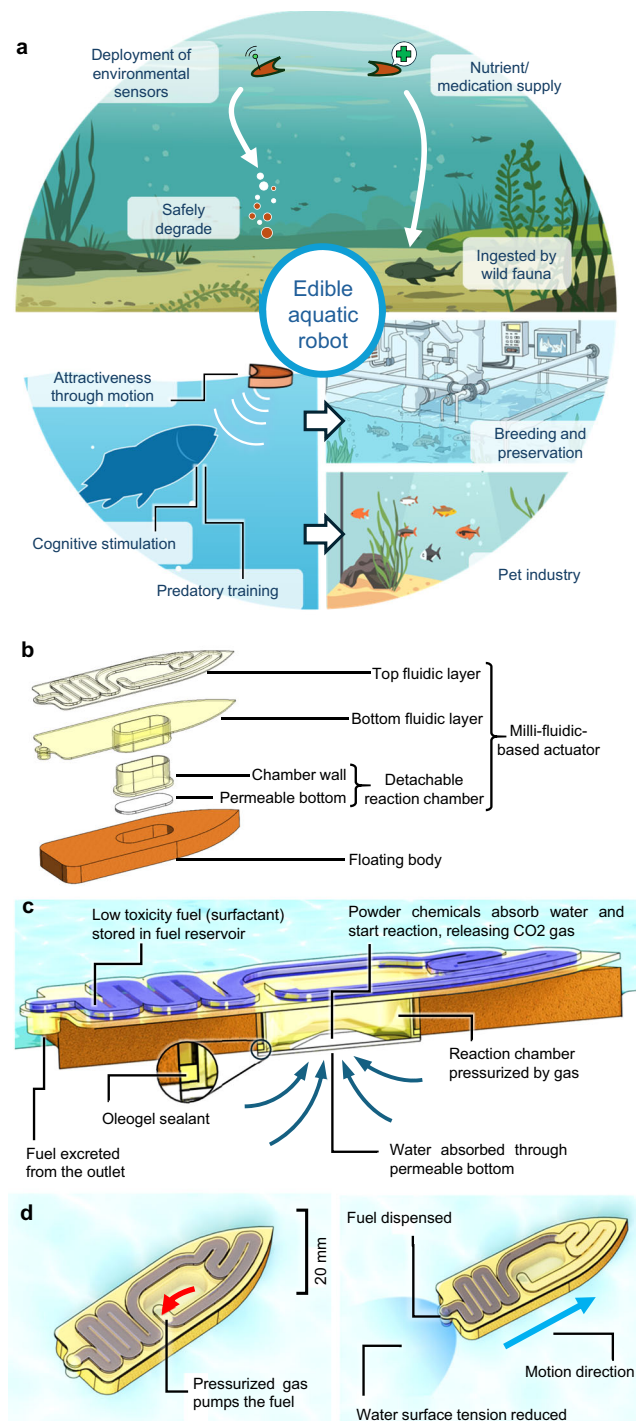 a
Deployment of
environmental
sensors
Nutrient/
medication supply
Safely
degrade
Ingested by
wild fauna
Edible
aquatic
robot
Attractiveness
through motion
Breeding and
preservation
Cognitive stimulation
Predatory training
Pet industry
b
Top fluidic layer
Bottom fluidic layer
Milli-fluidic-
based actuator
Chamber wall
Permeable bottom
Detachable
reaction chamber
Floating body
c
Low toxicity fuel (surfactant)
stored in fuel reservoir
Powder chemicals absorb water and
start reaction, releasing CO2 gas
Oleogel sealant
Reaction chamber
pressurized by gas
Fuel excreted
from the outlet
Water absorbed through
permeable bottom
d
20 mm
Pressurized gas
pumps the fuel
Fuel dispensed
Motion direction
Water surface tension reduced